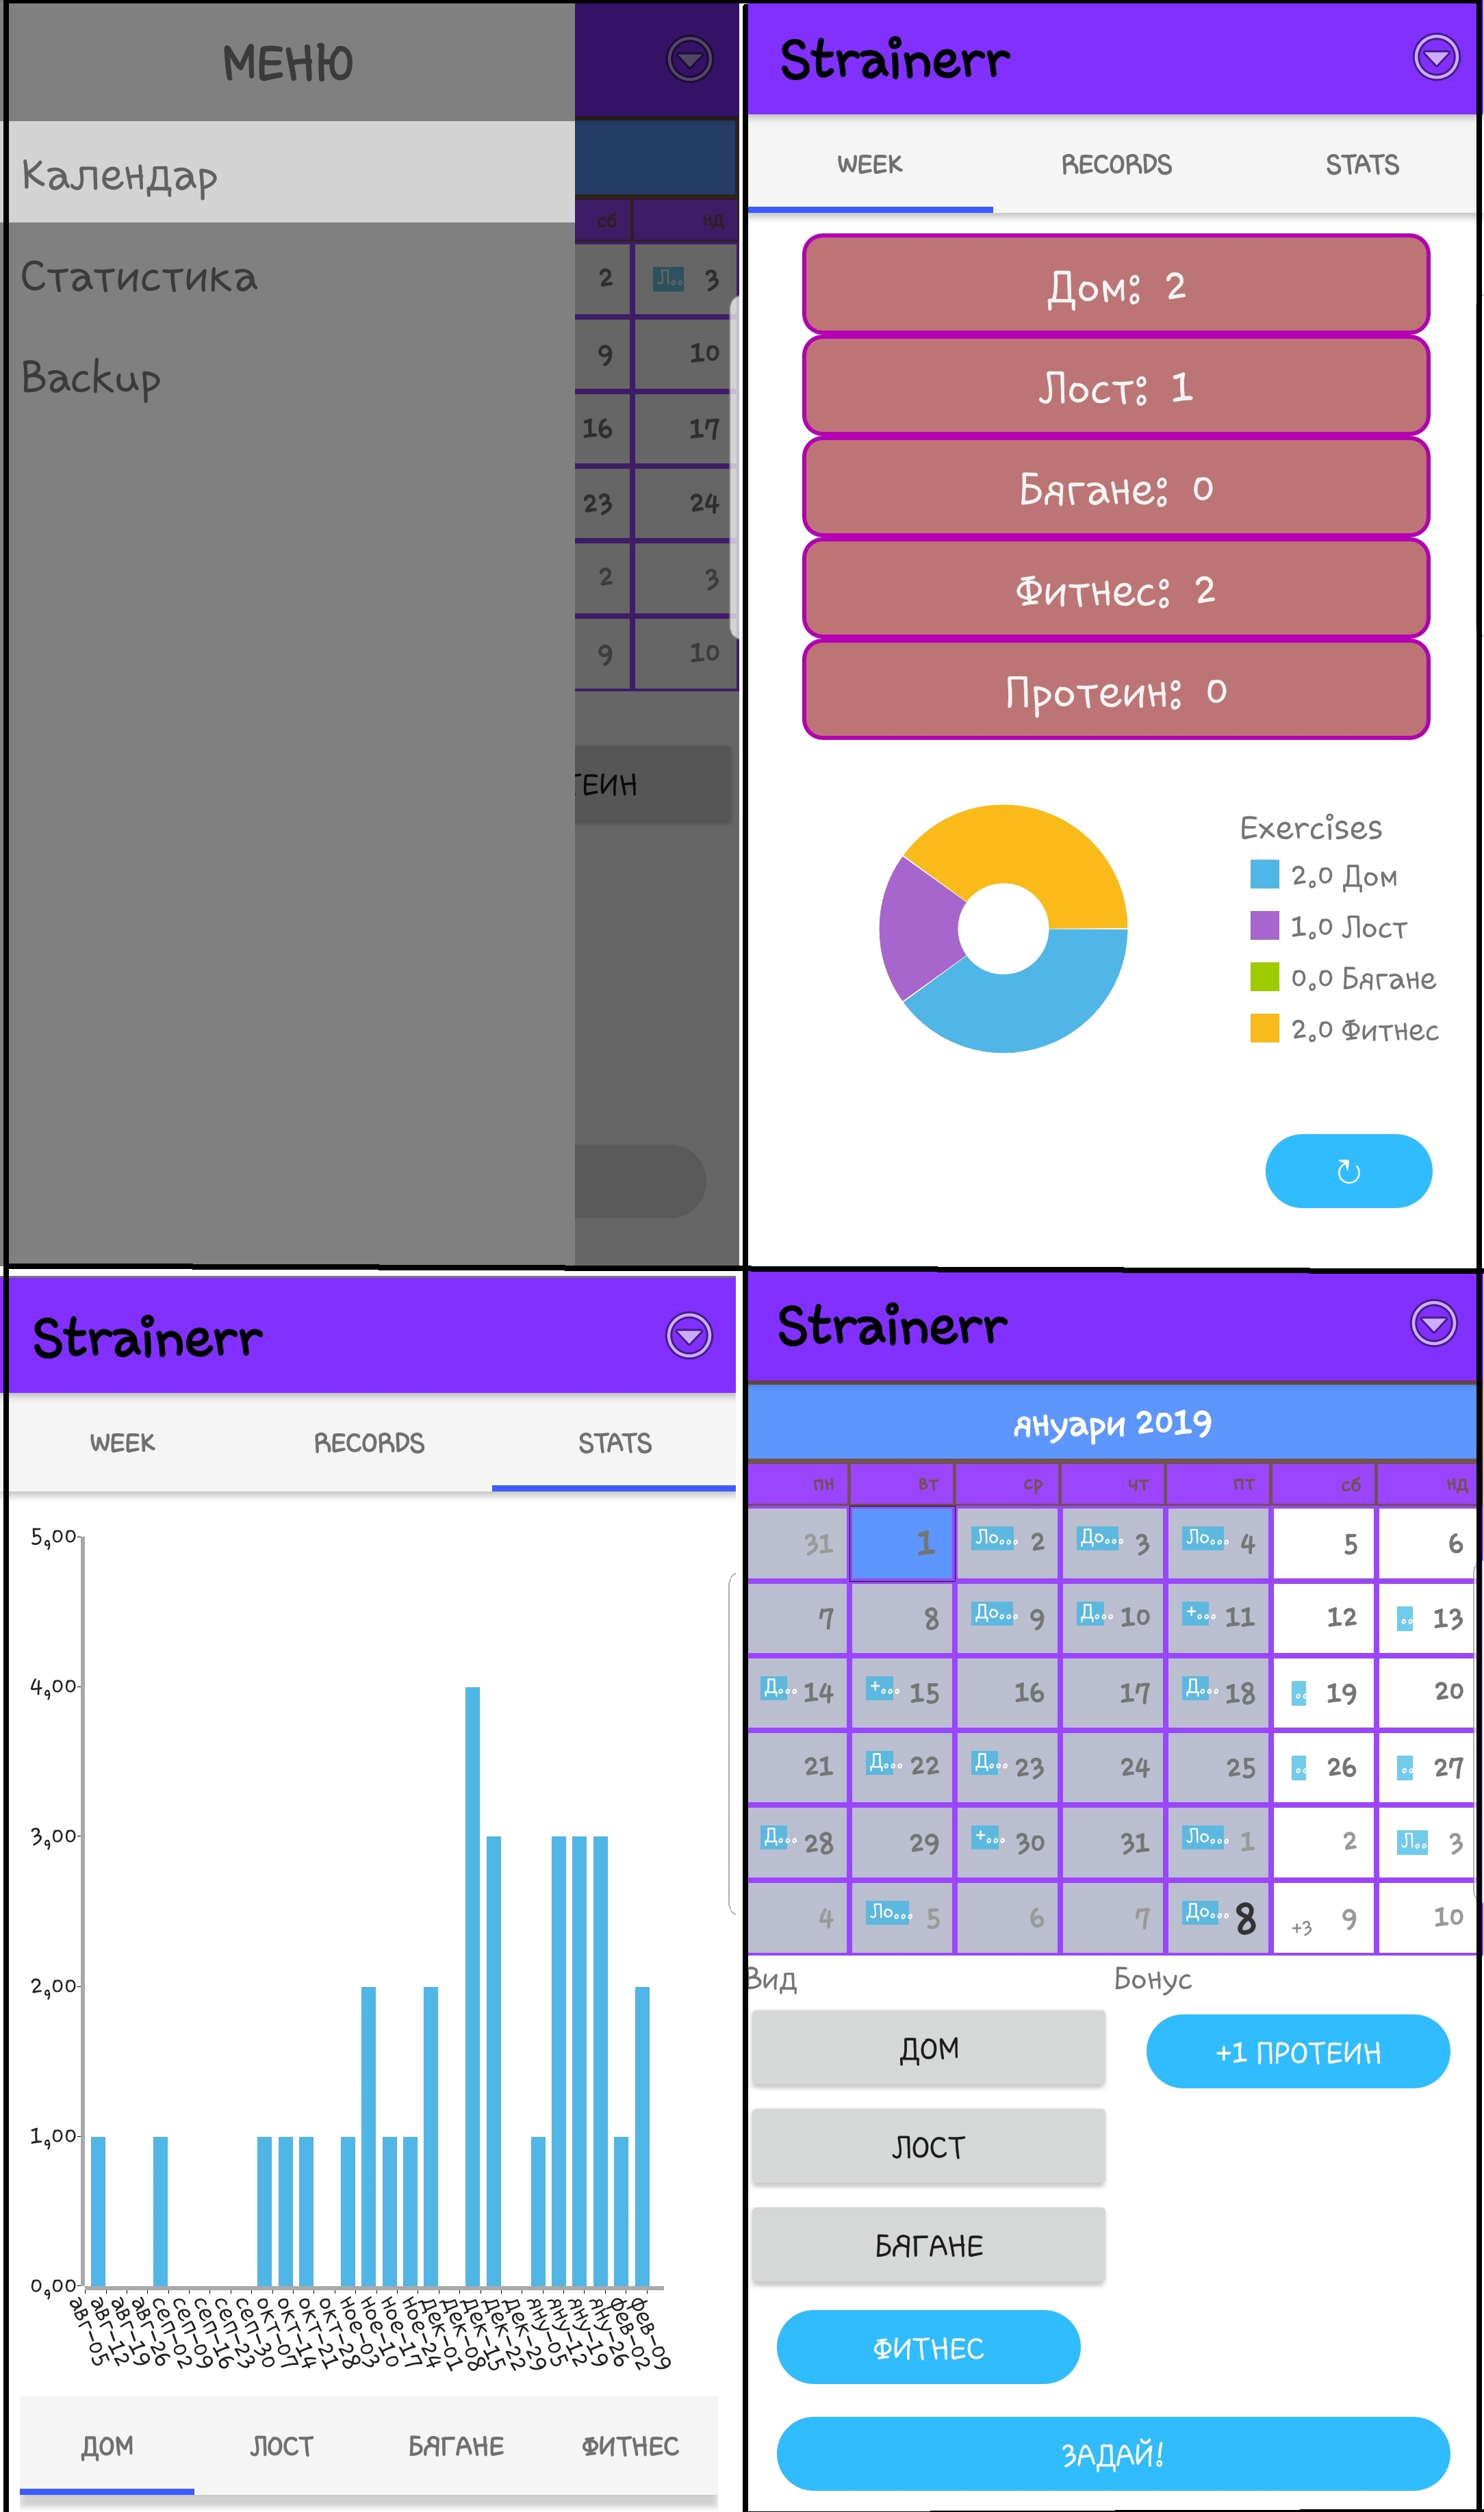 МЕНЮ
Календар
Статистика
Backup
сб нд
2 Л... 3
9 10
16 17
23 24
2 3
9 10
ТЕИН
Strainerr
WEEK RECORDS STATS
Дом: 2
Лост: 1
Бягане: 0
Фитнес: 2
Протеин: 0
Exercises
2,0 Дом
1,0 Лост
0,0 Бягане
2,0 Фитнес
Strainerr
WEEK RECORDS STATS
5,00
4,00
3,00
2,00
1,00
0,00
авг-05
авг-12
авг-19
авг-26
сеп-02
сеп-09
сеп-16
сеп-23
сеп-30
окт-07
окт-14
окт-21
окт-28
ное-03
ное-10
ное-17
ное-24
дек-01
дек-08
дек-15
дек-22
дек-29
яну-05
яну-12
яну-19
яну-26
фев-02
фев-09
ДОМ ЛОСТ БЯГАНЕ ФИТНЕС
Strainerr
януари 2019
пн вт ср чт пт сб нд
31 1 Ло... 2 До... 3 Ло... 4 5 6
7 8 До... 9 Д... 10 +... 11 12 .. 13
Д... 14 +... 15 16 17 Д... 18 .. 19 20
21 Д... 22 Д... 23 24 25 .. 26 .. 27
Д... 28 29 +... 30 31 Ло... 1 2 Л.. 3
4 Ло... 5 6 7 До... 8 +3 9 10
Вид Бонус
ДОМ +1 ПРОТЕИН
ЛОСТ
БЯГАНЕ
ФИТНЕС
ЗАДАЙ!